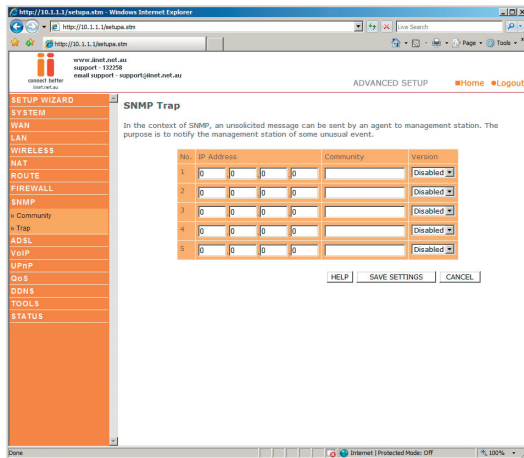 http://10.1.1.1/setupa.stm - Windows Internet Explorer
http://10.1.1.1/setupa.stm
Live Search
http://10.1.1.1/setupa.stm
Page
Tools
www.iinet.net.au
support - 132258
email support - support@iinet.net.au
connect better
iinet.net.au
ADVANCED SETUP
Home
Logout
SETUP WIZARD
SYSTEM
WAN
LAN
WIRELESS
NAT
ROUTE
FIREWALL
SNMP
» Community
» Trap
ADSL
VoIP
UPnP
QoS
DDNS
TOOLS
STATUS
SNMP Trap
In the context of SNMP, an unsolicited message can be sent by an agent to management station. The
purpose is to notify the management station of some unusual event.
No. IP Address Community Version
1 0 .0 .0 .0 Disabled
2 0 .0 .0 .0 Disabled
3 0 .0 .0 .0 Disabled
4 0 .0 .0 .0 Disabled
5 0 .0 .0 .0 Disabled
HELP SAVE SETTINGS CANCEL
Done
Internet | Protected Mode: Off
100%